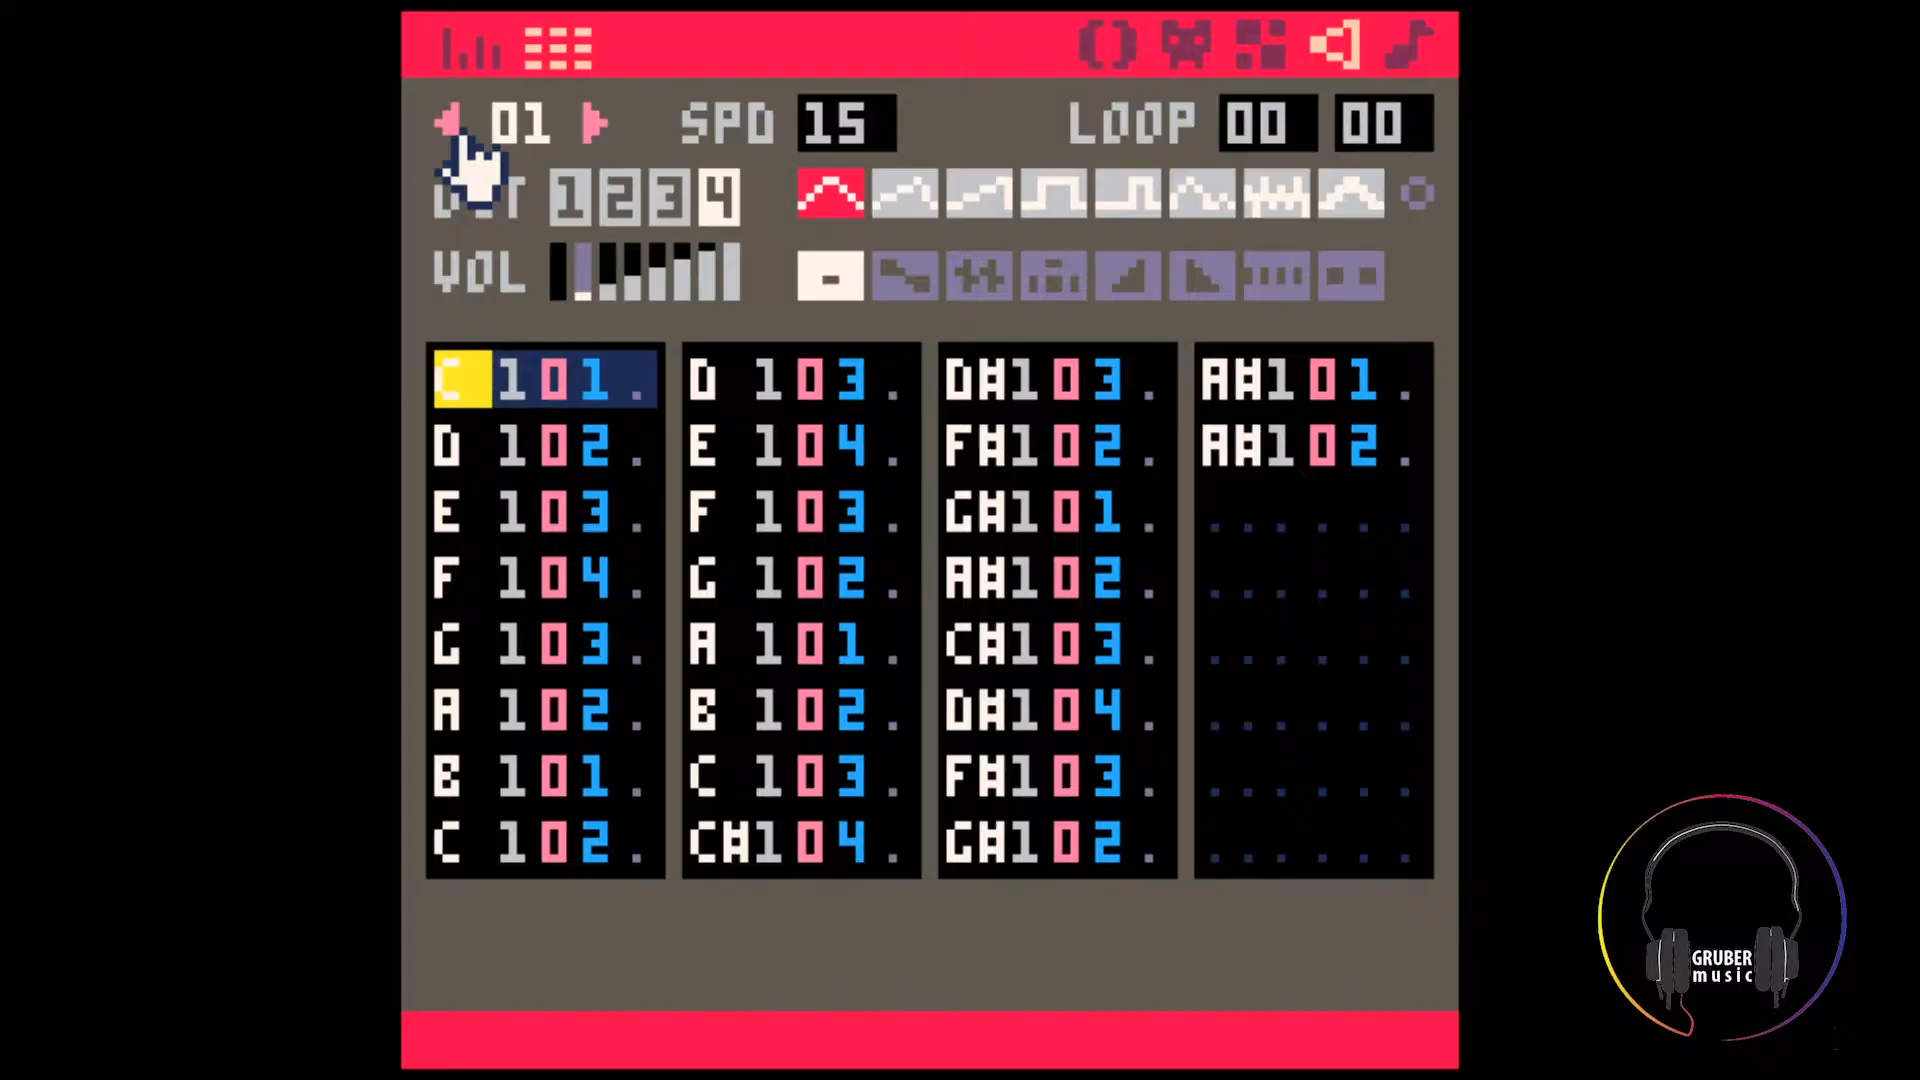 01 SPD 15 LOOP 00 00
1 2 3 4
VOL
C 1 0 1 . D 1 0 3 . D#1 0 3 . A#1 0 1 .
D 1 0 2 . E 1 0 4 . F#1 0 2 . A#1 0 2 .
E 1 0 3 . F 1 0 3 . G#1 0 1 . . . . . . .
F 1 0 4 . G 1 0 2 . A#1 0 2 . . . . . . .
G 1 0 3 . A 1 0 1 . C#1 0 3 . . . . . . .
A 1 0 2 . B 1 0 2 . D#1 0 4 . . . . . . .
B 1 0 1 . C 1 0 3 . F#1 0 3 . . . . . . .
C 1 0 2 . C#1 0 4 . G#1 0 2 . . . . . . .
GRUBER
music